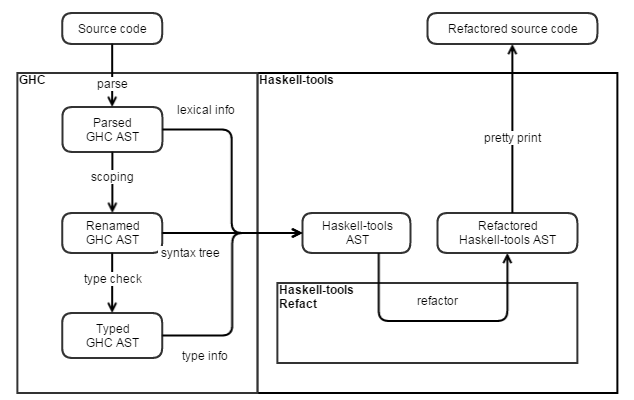 Source code
Refactored source code
GHC
Haskell-tools
parse
lexical info
Parsed
GHC AST
pretty print
scoping
Renamed
GHC AST
syntax tree
Haskell-tools
AST
Refactored
Haskell-tools AST
type check
Haskell-tools
Refact
refactor
Typed
GHC AST
type info